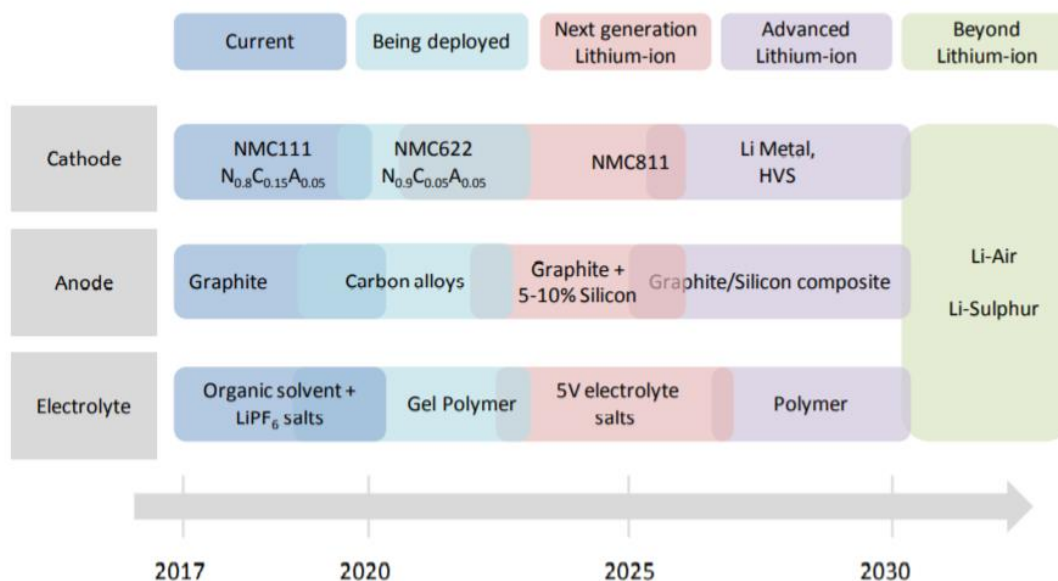 Current
Being deployed
Next generation
Lithium-ion
Advanced
Lithium-ion
Beyond
Lithium-ion
Cathode
NMC111
N₀.₈C₀.₁₅A₀.₀₅
NMC622
N₀.₉C₀.₀₅A₀.₀₅
NMC811
Li Metal,
HVS
Anode
Graphite
Carbon alloys
Graphite +
5-10% Silicon
Graphite/Silicon composite
Li-Air
Li-Sulphur
Electrolyte
Organic solvent +
LiPF₆ salts
Gel Polymer
5V electrolyte
salts
Polymer
2017
2020
2025
2030